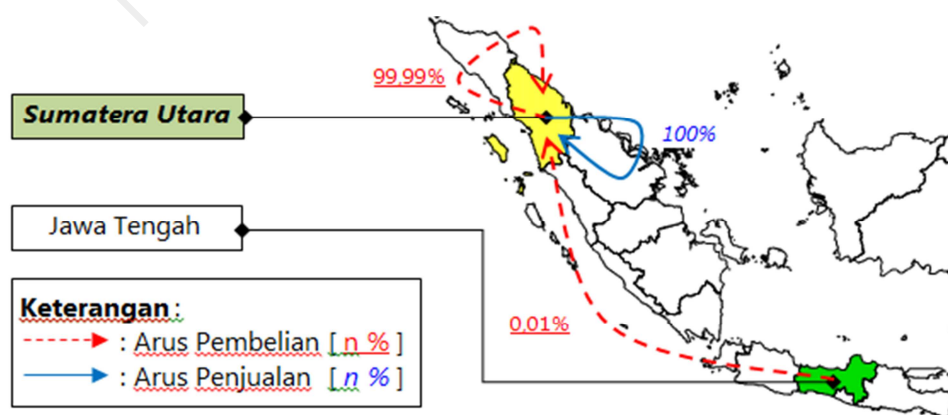 99,99%
Sumatera Utara
100%
Jawa Tengah
Keterangan :
: Arus Pembelian [ n % ]
0,01%
: Arus Penjualan [ n % ]